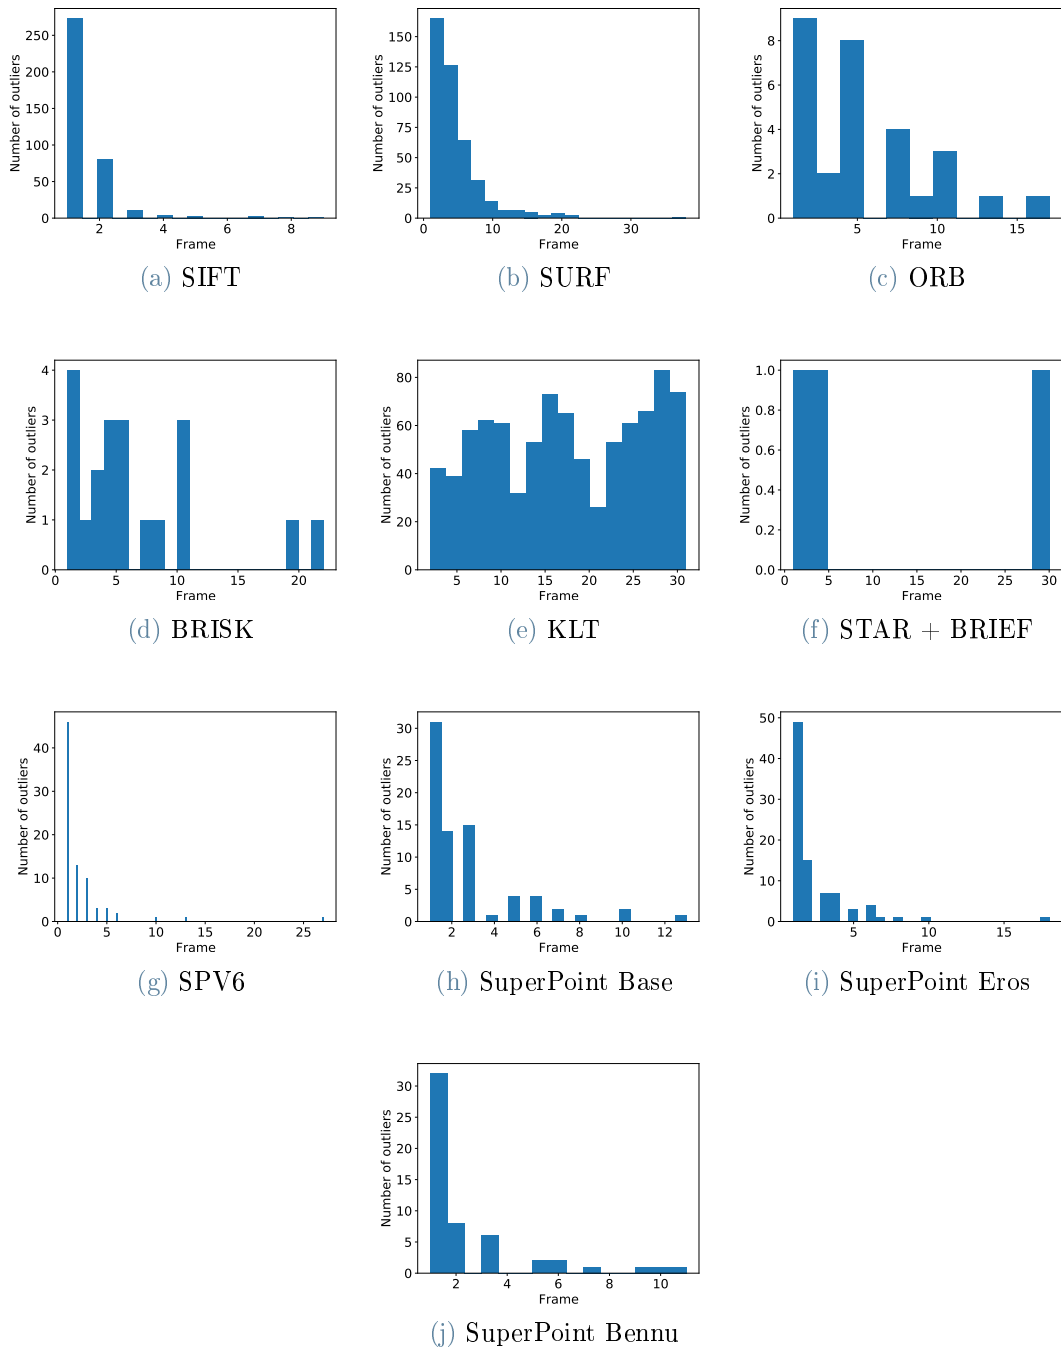 Number of outliers
250
200
150
100
50
0
2 4 6 8
Frame
(a) SIFT
Number of outliers
150
125
100
75
50
25
0
0 10 20 30
Frame
(b) SURF
Number of outliers
8
6
4
2
0
5 10 15
Frame
(c) ORB
Number of outliers
4
3
2
1
0
0 5 10 15 20
Frame
(d) BRISK
Number of outliers
80
60
40
20
0
5 10 15 20 25 30
Frame
(e) KLT
Number of outliers
1.0
0.8
0.6
0.4
0.2
0.0
0 5 10 15 20 25 30
Frame
(f) STAR + BRIEF
Number of outliers
40
30
20
10
0
0 5 10 15 20 25
Frame
(g) SPV6
Number of outliers
30
25
20
15
10
5
0
2 4 6 8 10 12
Frame
(h) SuperPoint Base
Number of outliers
50
40
30
20
10
0
5 10 15
Frame
(i) SuperPoint Eros
Number of outliers
30
25
20
15
10
5
0
2 4 6 8 10
Frame
(j) SuperPoint Bennu